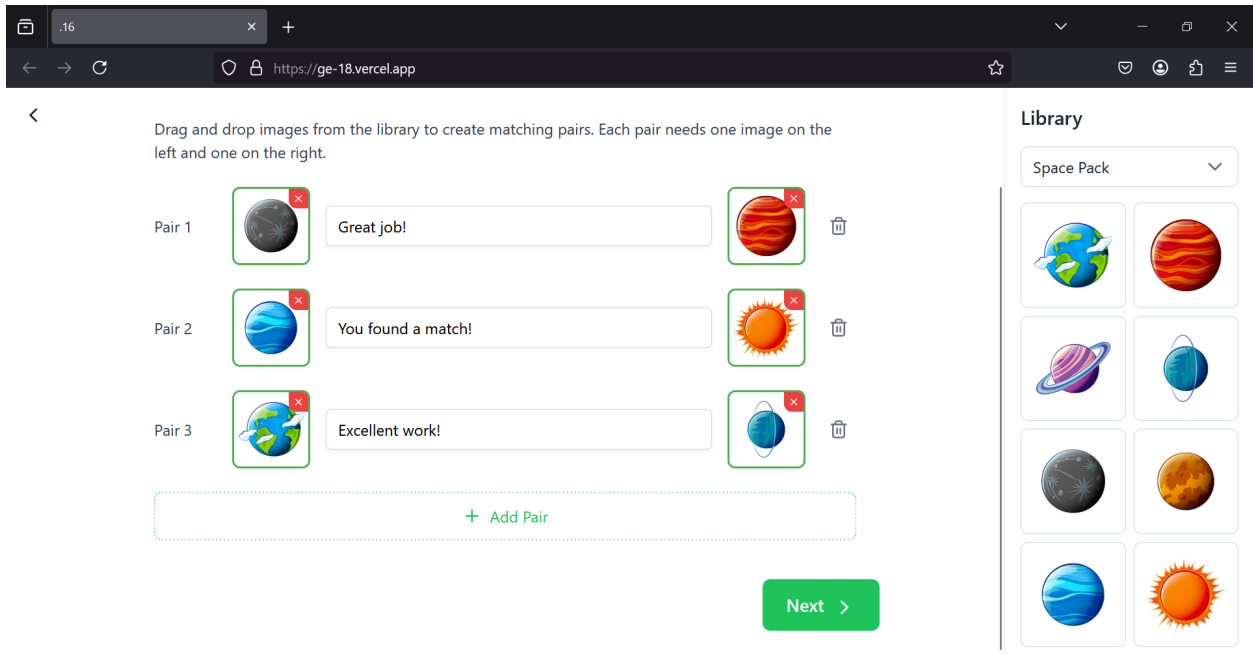 .16
https://ge-18.vercel.app
Drag and drop images from the library to create matching pairs. Each pair needs one image on the
left and one on the right.
Pair 1
Great job!
Pair 2
You found a match!
Pair 3
Excellent work!
+ Add Pair
Next
Library
Space Pack